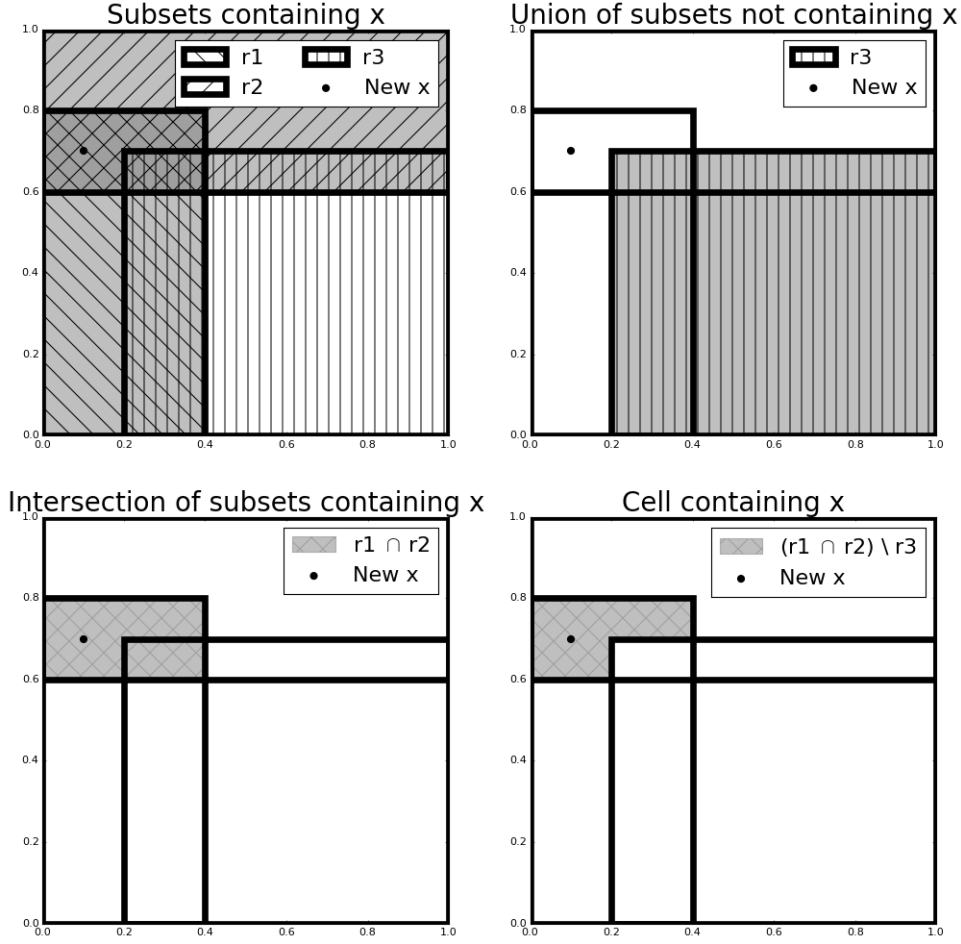 Subsets containing x
1.0
r1
r3
r2
New x
0.8
0.6
0.4
0.2
0.0
0.0 0.2 0.4 0.6 0.8 1.0
Union of subsets not containing x
1.0
r3
New x
0.8
0.6
0.4
0.2
0.0
0.0 0.2 0.4 0.6 0.8 1.0
Intersection of subsets containing x
1.0
r1 ∩ r2
New x
0.8
0.6
0.4
0.2
0.0
0.0 0.2 0.4 0.6 0.8 1.0
Cell containing x
1.0
(r1 ∩ r2) \ r3
New x
0.8
0.6
0.4
0.2
0.0
0.0 0.2 0.4 0.6 0.8 1.0